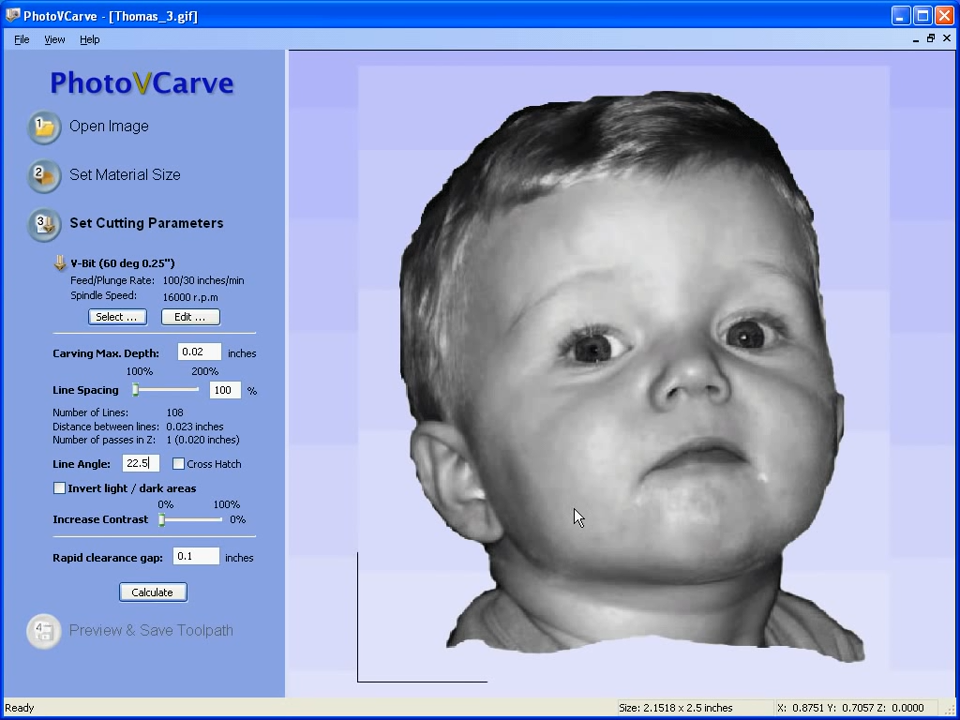 PhotoVCarve - [Thomas_3.gif]
File View Help
PhotoVCarve
1 Open Image
2 Set Material Size
3 Set Cutting Parameters
V-Bit (60 deg 0.25")
Feed/Plunge Rate: 100/30 inches/min
Spindle Speed: 16000 r.p.m
Select ... Edit ...
Carving Max. Depth: 0.02 inches
100% 200%
Line Spacing 100 %
Number of Lines: 108
Distance between lines: 0.023 inches
Number of passes in Z: 1 (0.020 inches)
Line Angle: 22.5 Cross Hatch
Invert light / dark areas
0% 100%
Increase Contrast 0%
Rapid clearance gap: 0.1 inches
Calculate
4 Preview & Save Toolpath
Ready Size: 2.1518 x 2.5 inches X: 0.8751 Y: 0.7057 Z: 0.0000